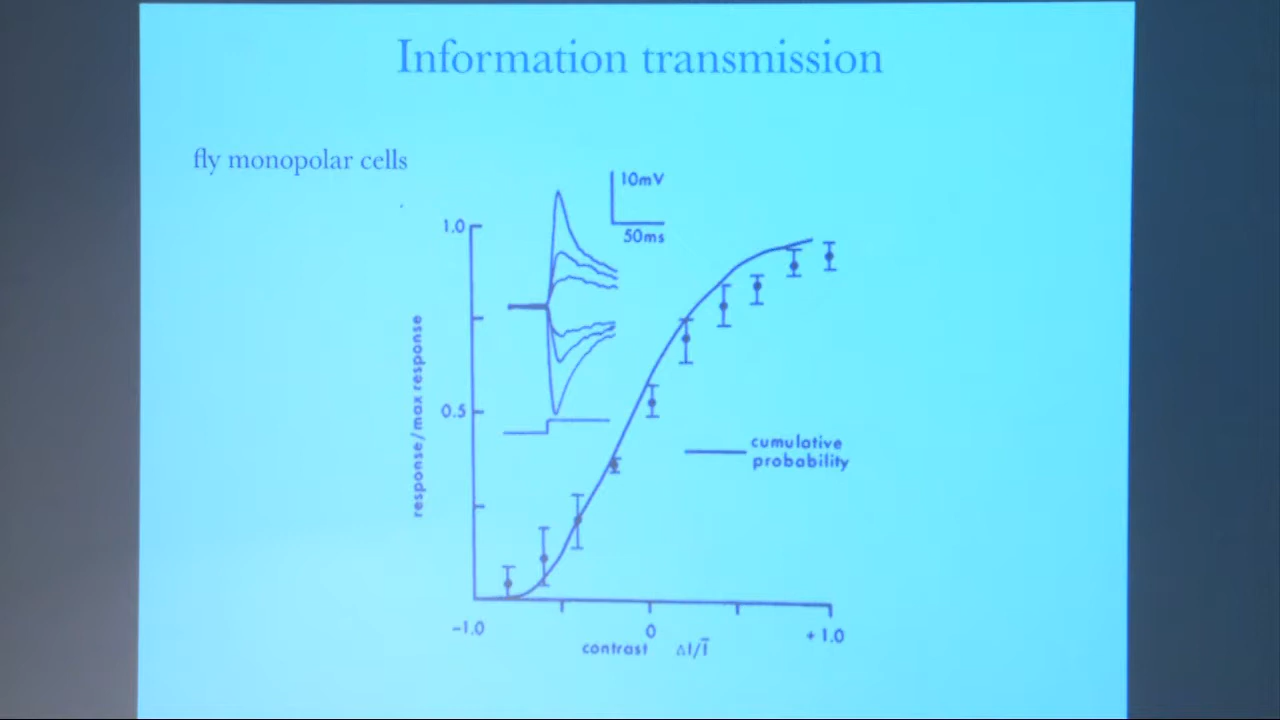 Information transmission
fly monopolar cells
10mV
50ms
1.0
0.5
response/max response
cumulative
probability
-1.0
0
+1.0
contrast ΔI/Ī